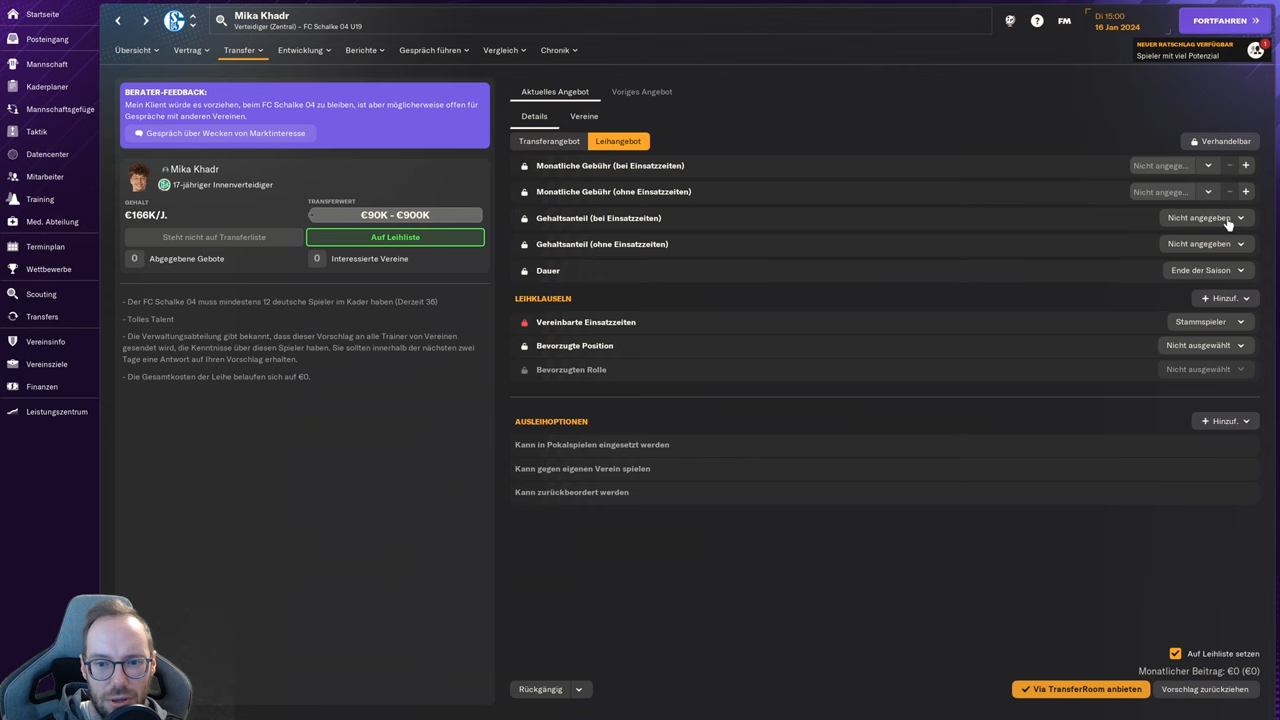 Startseite
Posteingang
Mannschaft
Kaderplaner
Mannschaftsgefüge
Taktik
Datencenter
Mitarbeiter
Training
Med. Abteilung
Terminplan
Wettbewerbe
Scouting
Transfers
Vereinsinfo
Vereinsziele
Finanzen
Leistungszentrum
Mika Khadr
Verteidiger (Zentral) – FC Schalke 04 U19
FM
Di 15:00
16 Jan 2024
FORTFAHREN
Übersicht
Vertrag
Transfer
Entwicklung
Berichte
Gespräch führen
Vergleich
Chronik
NEUER RATSCHLAG VERFÜGBAR
Spieler mit viel Potenzial
1
BERATER-FEEDBACK:
Mein Klient würde es vorziehen, beim FC Schalke 04 zu bleiben, ist aber möglicherweise offen für
Gespräche mit anderen Vereinen.
Gespräch über Wecken von Marktinteresse
Mika Khadr
17-jähriger Innenverteidiger
GEHALT
€166K/J.
TRANSFERWERT
€90K - €900K
Steht nicht auf Transferliste
Auf Leihliste
0 Abgegebene Gebote
0 Interessierte Vereine
- Der FC Schalke 04 muss mindestens 12 deutsche Spieler im Kader haben (Derzeit 36)
- Tolles Talent
- Die Verwaltungsabteilung gibt bekannt, dass dieser Vorschlag an alle Trainer von Vereinen
gesendet wird, die Kenntnisse über diesen Spieler haben. Sie sollten innerhalb der nächsten zwei
Tage eine Antwort auf Ihren Vorschlag erhalten.
- Die Gesamtkosten der Leihe belaufen sich auf €0.
Aktuelles Angebot
Voriges Angebot
Details
Vereine
Transferangebot
Leihangebot
Verhandelbar
Monatliche Gebühr (bei Einsatzzeiten)
Nicht angege...
Monatliche Gebühr (ohne Einsatzzeiten)
Nicht angege...
Gehaltsanteil (bei Einsatzzeiten)
Nicht angegeben
Gehaltsanteil (ohne Einsatzzeiten)
Nicht angegeben
Dauer
Ende der Saison
LEIHKLAUSELN
+ Hinzuf.
Vereinbarte Einsatzzeiten
Stammspieler
Bevorzugte Position
Nicht ausgewählt
Bevorzugten Rolle
Nicht ausgewählt
AUSLEIHOPTIONEN
+ Hinzuf.
Kann in Pokalspielen eingesetzt werden
Kann gegen eigenen Verein spielen
Kann zurückbeordert werden
Auf Leihliste setzen
Monatlicher Beitrag: €0 (€0)
Rückgängig
Via TransferRoom anbieten
Vorschlag zurückziehen